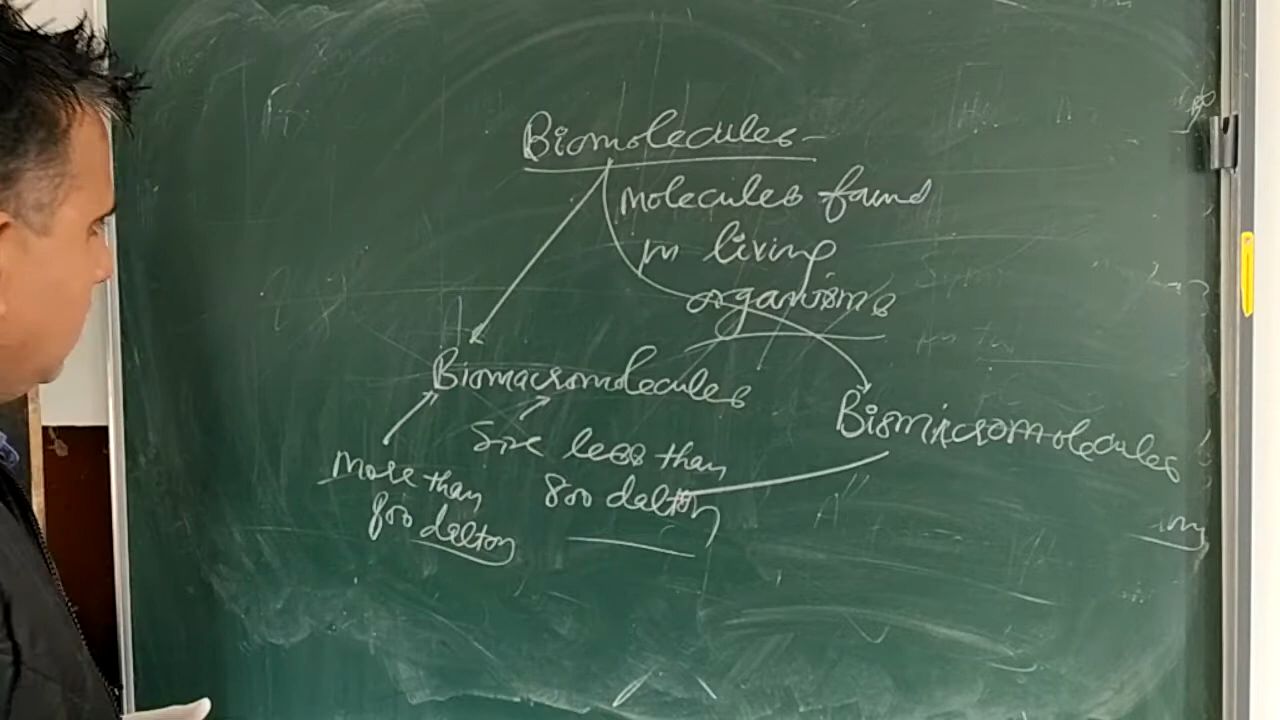 Biomolecules
molecules found
in living
organisms
Biomacromolecules
Biomicromolecules
Size less than
800 dalton
More than
800 dalton